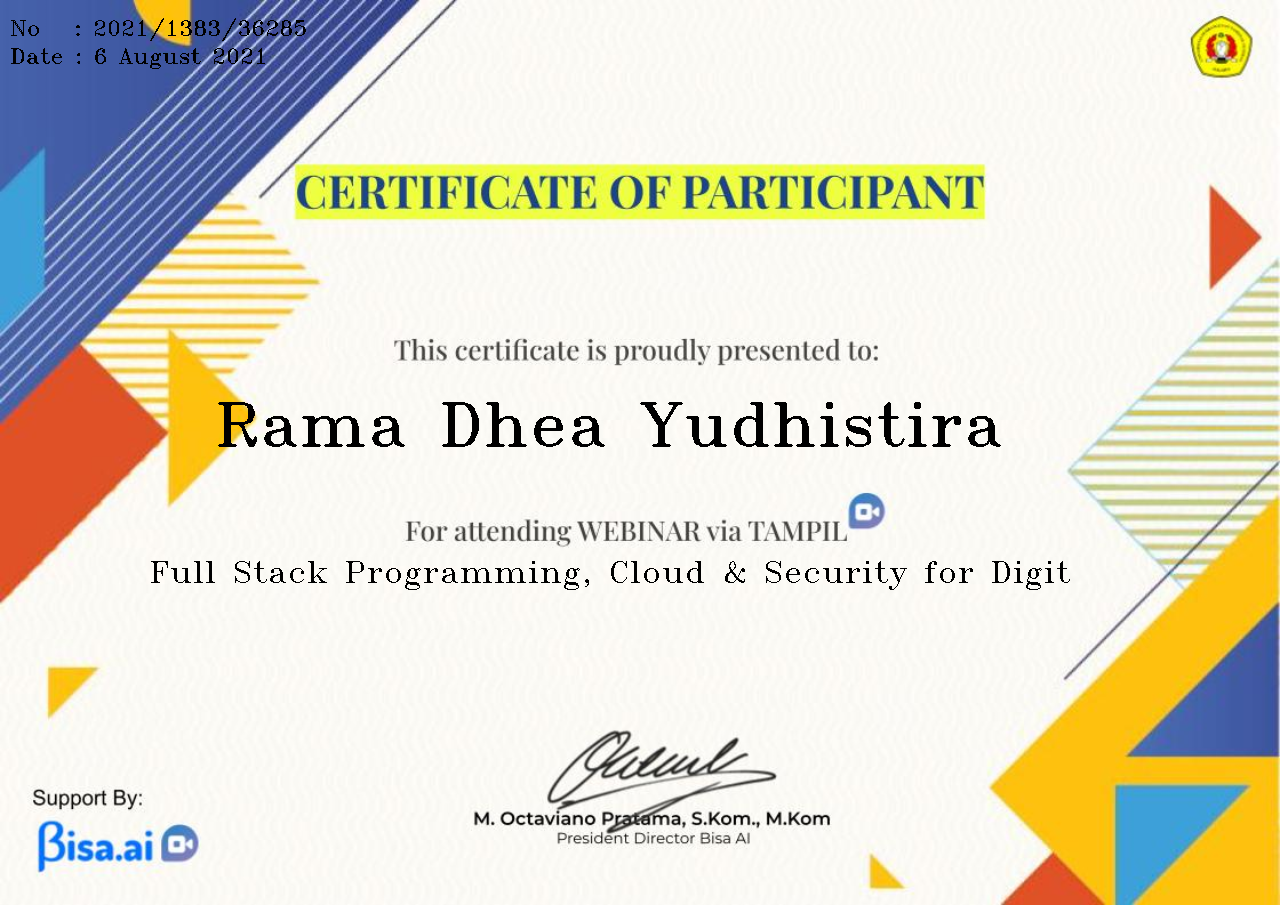 No : 2021/1383/36285
Date : 6 August 2021
CERTIFICATE OF PARTICIPANT
This certificate is proudly presented to:
Rama Dhea Yudhistira
For attending WEBINAR via TAMPIL
Full Stack Programming, Cloud & Security for Digit
M. Octaviano Pratama, S.Kom., M.Kom
President Director Bisa AI
Support By:
Bisa.ai